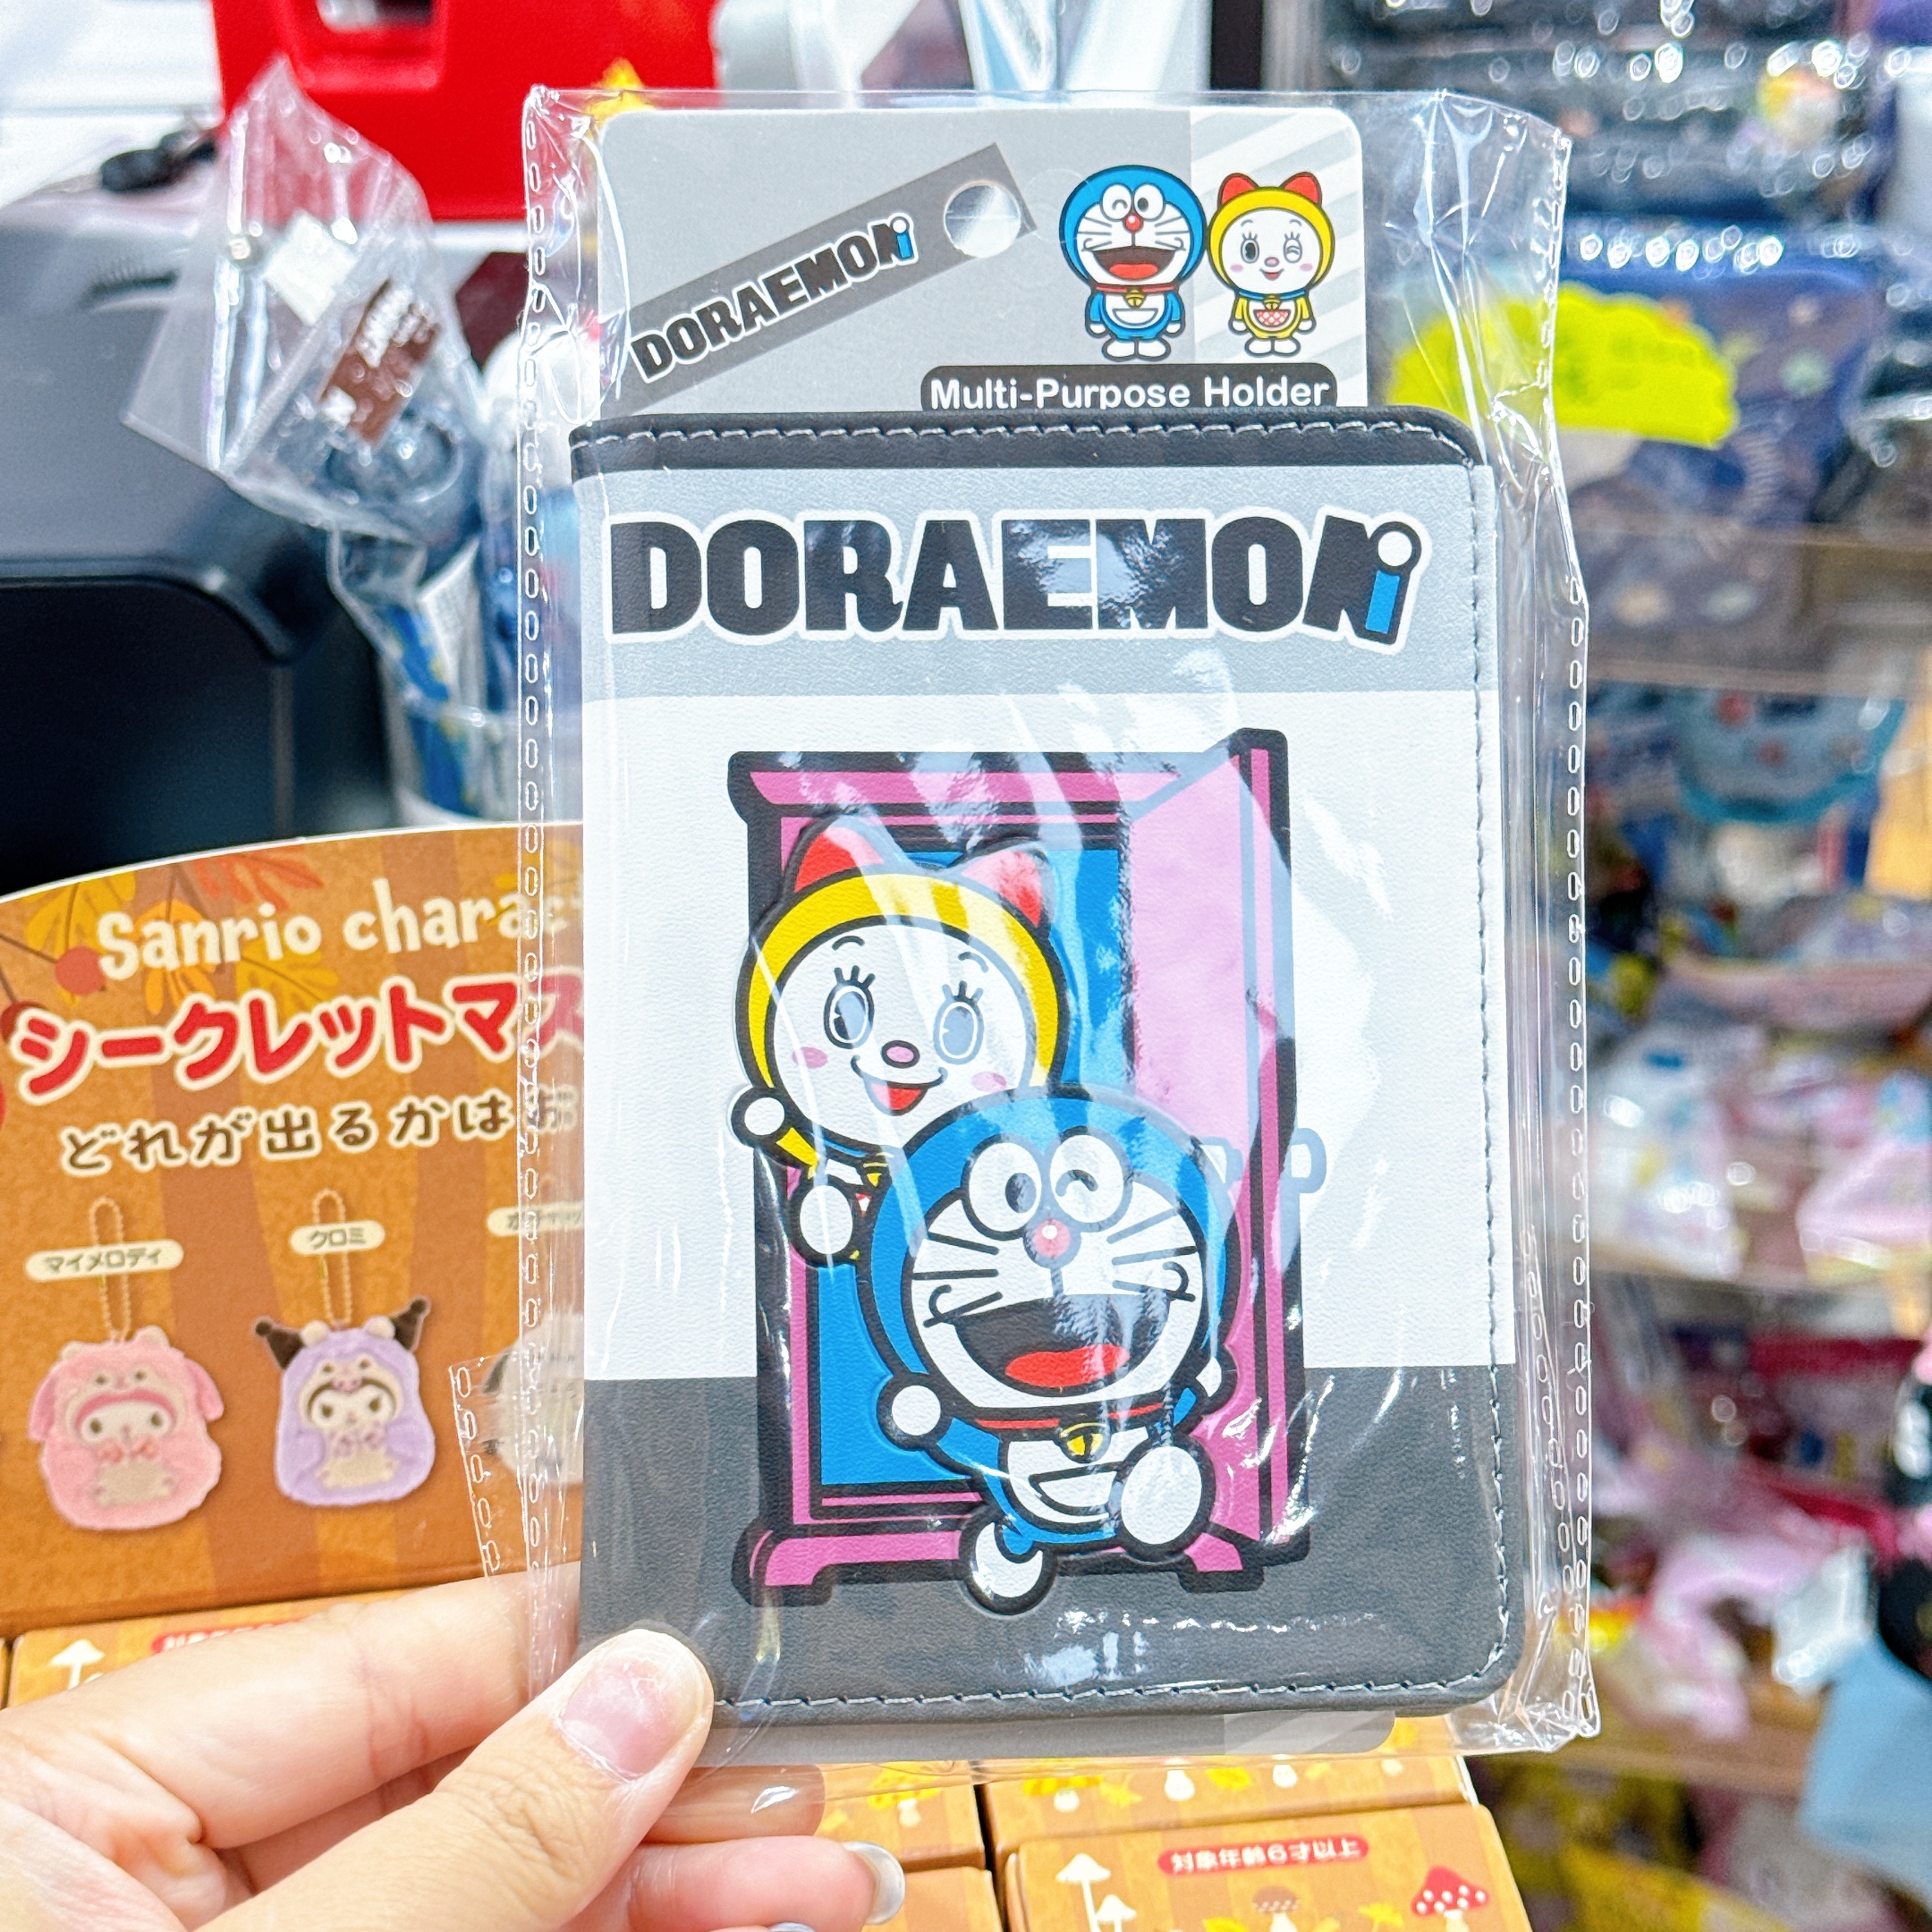 DORAEMON
Multi-Purpose Holder
DORAEMON
Sanrio charac
シークレットマス
どれが出るかは
マイメロディ
クロミ
対象年齢6才以上